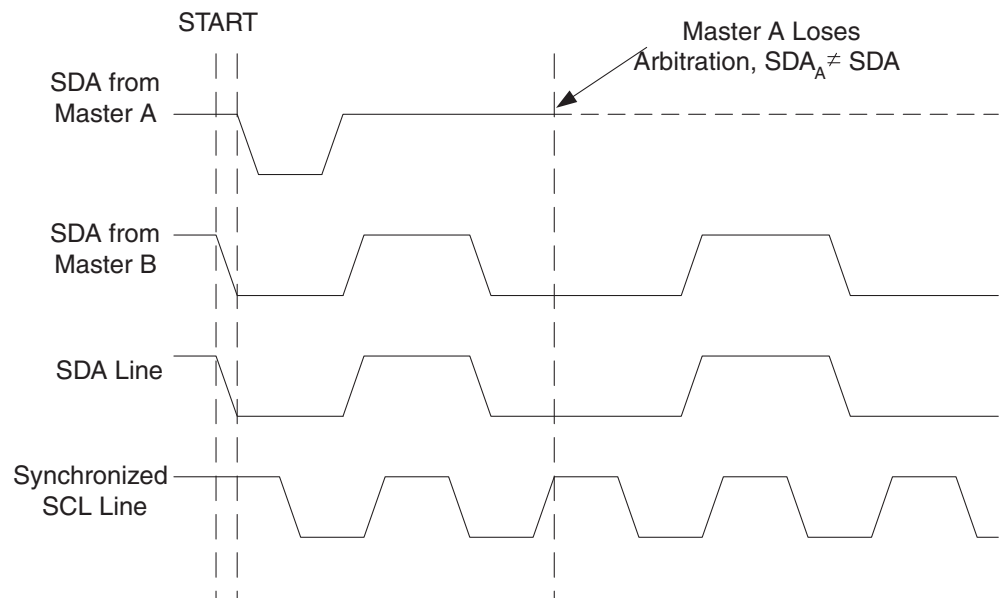 START
Master A Loses
Arbitration, SDA_A ≠ SDA
SDA from
Master A
SDA from
Master B
SDA Line
Synchronized
SCL Line